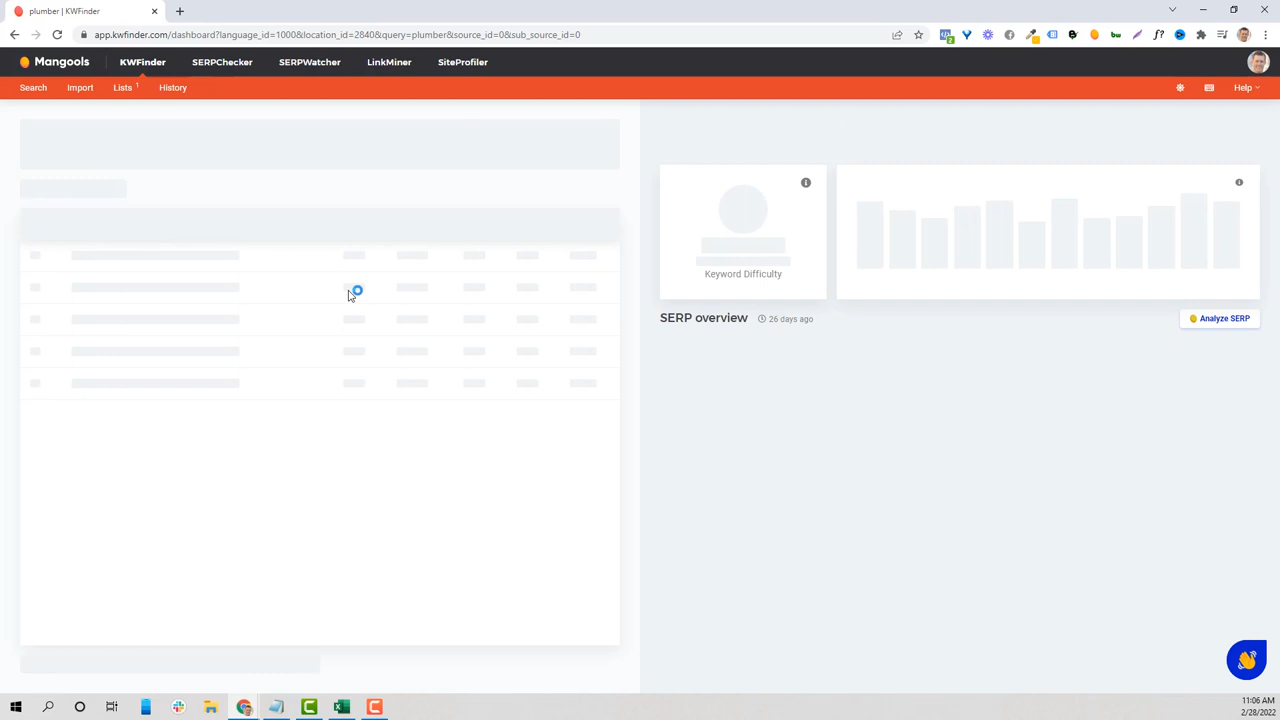 plumber | KWFinder
app.kwfinder.com/dashboard?language_id=1000&location_id=2840&query=plumber&source_id=0&sub_source_id=0
Mangools KWFinder SERPChecker SERPWatcher LinkMiner SiteProfiler
Search Import Lists 1 History Help
Keyword Difficulty
SERP overview 26 days ago Analyze SERP
11:06 AM
2/28/2022